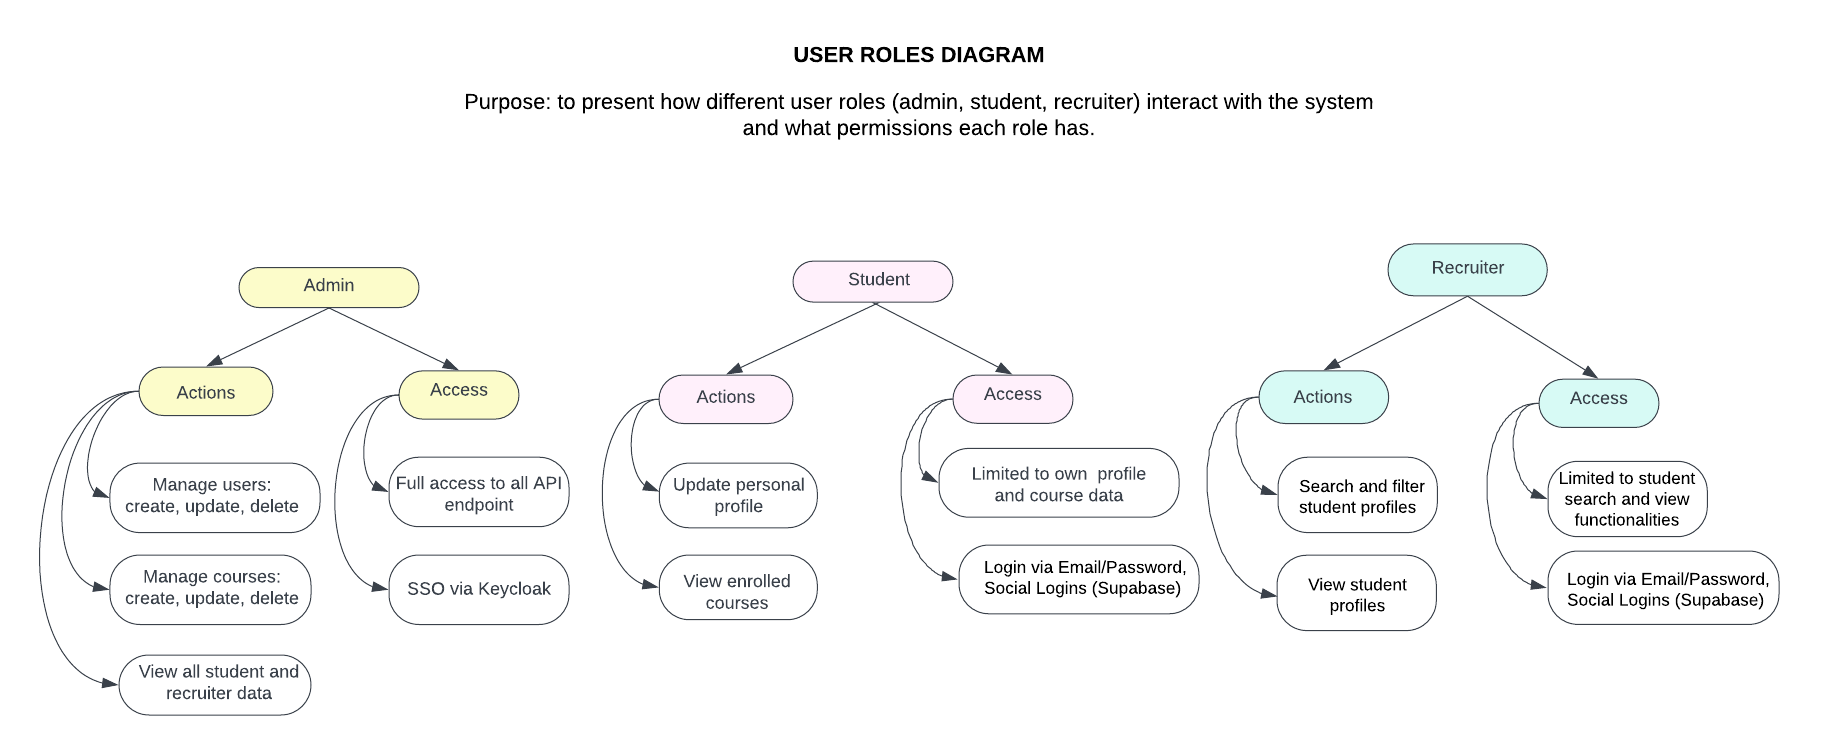 USER ROLES DIAGRAM
Purpose: to present how different user roles (admin, student, recruiter) interact with the system
and what permissions each role has.
Admin
Actions
Manage users:
create, update, delete
Manage courses:
create, update, delete
View all student and
recruiter data
Access
Full access to all API
endpoint
SSO via Keycloak
Student
Actions
Update personal
profile
View enrolled
courses
Access
Limited to own  profile
and course data
Login via Email/Password,
Social Logins (Supabase)
Recruiter
Actions
Search and filter
student profiles
View student
profiles
Access
Limited to student
search and view
functionalities
Login via Email/Password,
Social Logins (Supabase)